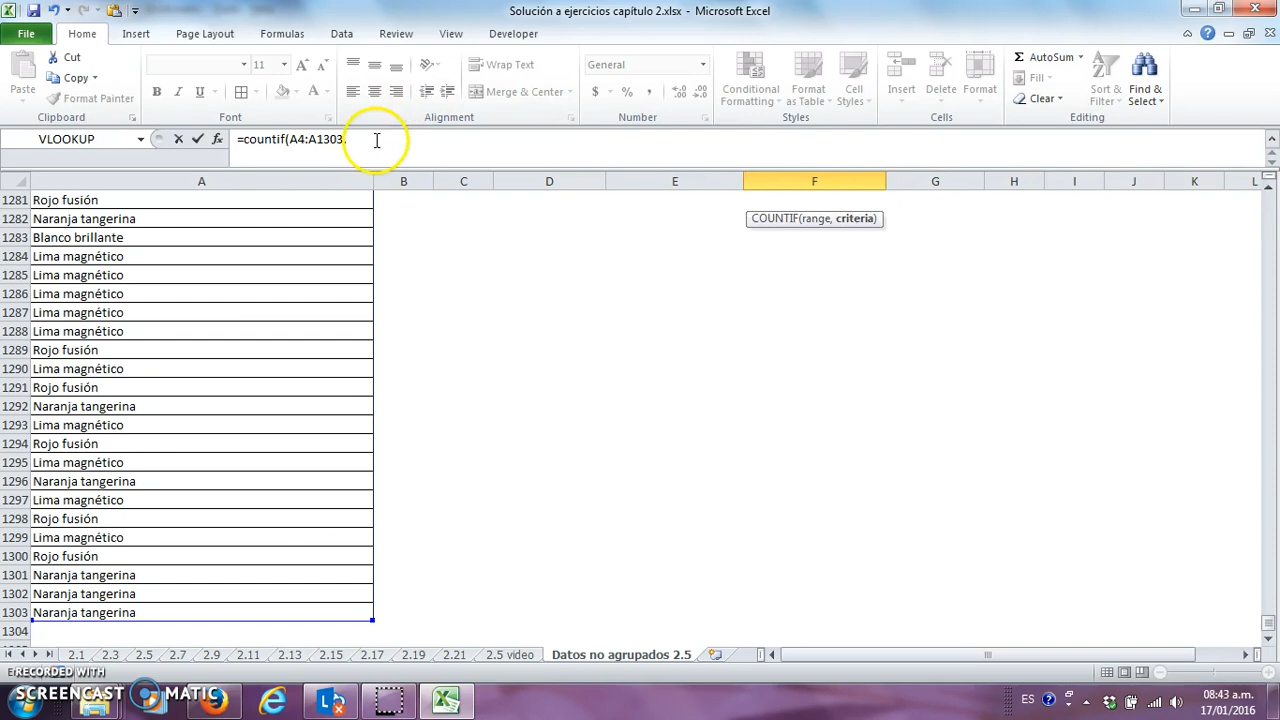 Solución a ejercicios capítulo 2.xlsx - Microsoft Excel
File Home Insert Page Layout Formulas Data Review View Developer
Paste
Cut
Copy
Format Painter
Clipboard
11
Font
Wrap Text
Merge & Center
Alignment
General
Number
Conditional Formatting
Format as Table
Cell Styles
Styles
Insert
Delete
Format
AutoSum
Fill
Clear
Sort & Filter
Find & Select
Editing
VLOOKUP =countif(A4:A1303,
A B C D E F G H I J K L
COUNTIF(range, criteria)
1281 Rojo fusión
1282 Naranja tangerina
1283 Blanco brillante
1284 Lima magnético
1285 Lima magnético
1286 Lima magnético
1287 Lima magnético
1288 Lima magnético
1289 Rojo fusión
1290 Lima magnético
1291 Rojo fusión
1292 Naranja tangerina
1293 Lima magnético
1294 Rojo fusión
1295 Lima magnético
1296 Naranja tangerina
1297 Lima magnético
1298 Rojo fusión
1299 Lima magnético
1300 Rojo fusión
1301 Naranja tangerina
1302 Naranja tangerina
1303 Naranja tangerina
1304
2.1 2.3 2.5 2.7 2.9 2.11 2.13 2.15 2.17 2.19 2.21 2.5 video Datos no agrupados 2.5
RECORDED WITH
SCREENCAST MATIC
ES
08:43 a.m.
17/01/2016